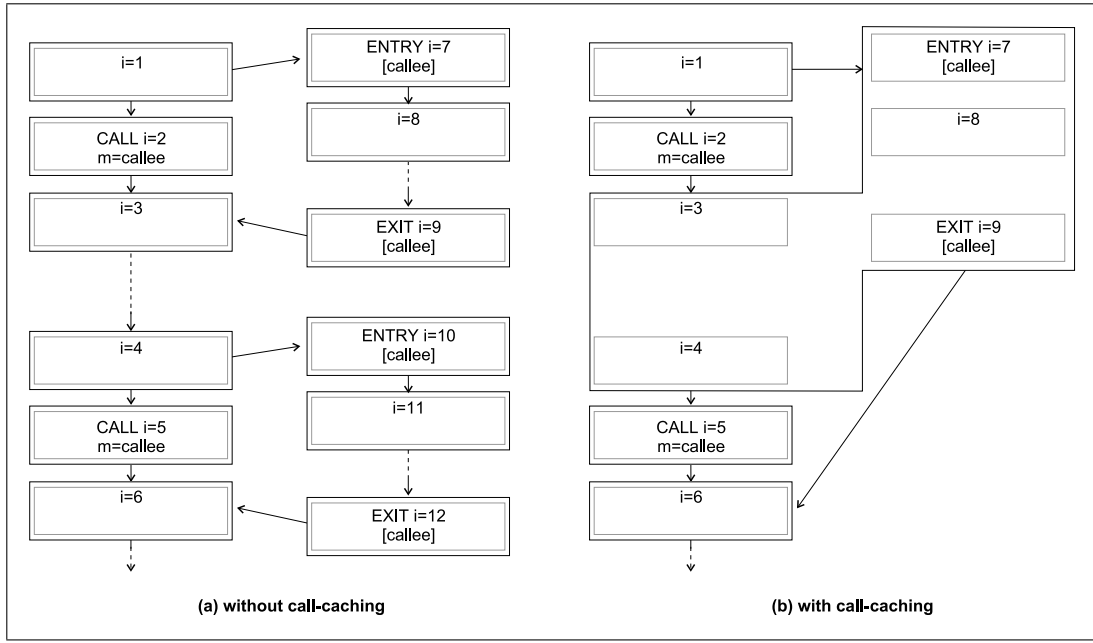 i=1
CALL i=2
m=callee
i=3
i=4
CALL i=5
m=callee
i=6
ENTRY i=7
[callee]
i=8
EXIT i=9
[callee]
ENTRY i=10
[callee]
i=11
EXIT i=12
[callee]
(a) without call-caching
i=1
CALL i=2
m=callee
i=3
i=4
CALL i=5
m=callee
i=6
ENTRY i=7
[callee]
i=8
EXIT i=9
[callee]
(b) with call-caching